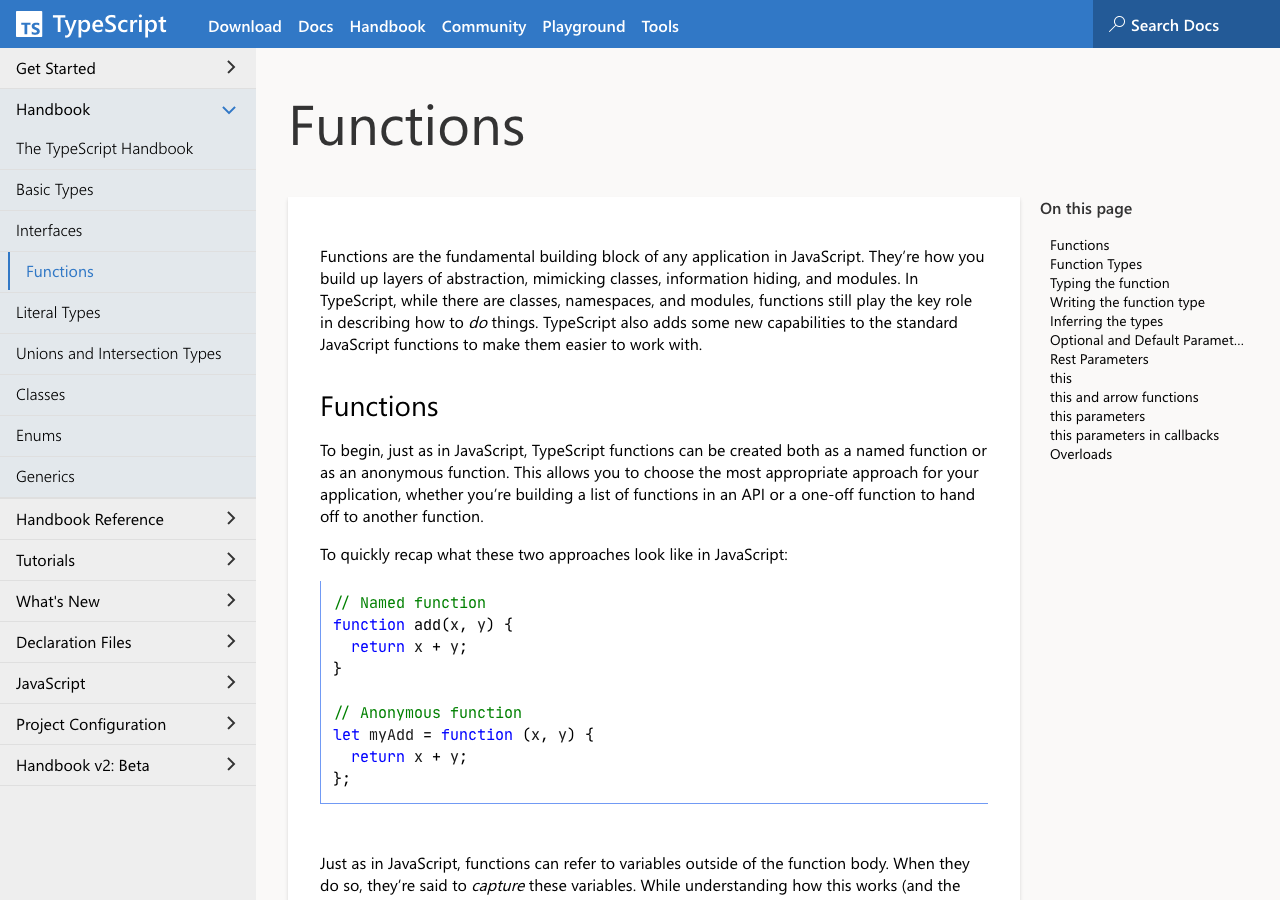 TS TypeScript
Download Docs Handbook Community Playground Tools
Search Docs
Get Started
Handbook
The TypeScript Handbook
Basic Types
Interfaces
Functions
Literal Types
Unions and Intersection Types
Classes
Enums
Generics
Handbook Reference
Tutorials
What's New
Declaration Files
JavaScript
Project Configuration
Handbook v2: Beta
Functions
Functions are the fundamental building block of any application in JavaScript. They’re how you
build up layers of abstraction, mimicking classes, information hiding, and modules. In
TypeScript, while there are classes, namespaces, and modules, functions still play the key role
in describing how to do things. TypeScript also adds some new capabilities to the standard
JavaScript functions to make them easier to work with.
Functions
To begin, just as in JavaScript, TypeScript functions can be created both as a named function or
as an anonymous function. This allows you to choose the most appropriate approach for your
application, whether you’re building a list of functions in an API or a one-off function to hand
off to another function.
To quickly recap what these two approaches look like in JavaScript:
// Named function
function add(x, y) {
  return x + y;
}
// Anonymous function
let myAdd = function (x, y) {
  return x + y;
};
Just as in JavaScript, functions can refer to variables outside of the function body. When they
do so, they’re said to capture these variables. While understanding how this works (and the
On this page
Functions
Function Types
Typing the function
Writing the function type
Inferring the types
Optional and Default Paramet...
Rest Parameters
this
this and arrow functions
this parameters
this parameters in callbacks
Overloads